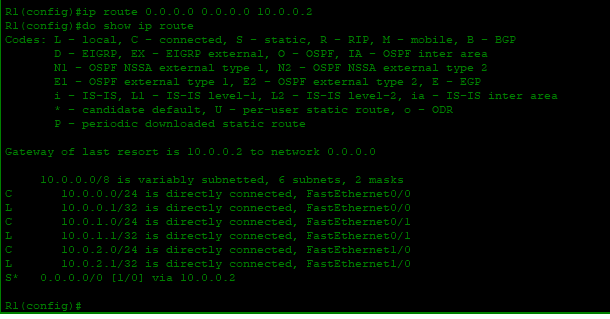 R1(config)#ip route 0.0.0.0 0.0.0.0 10.0.0.2
R1(config)#do show ip route
Codes: L - local, C - connected, S - static, R - RIP, M - mobile, B - BGP
       D - EIGRP, EX - EIGRP external, O - OSPF, IA - OSPF inter area
       N1 - OSPF NSSA external type 1, N2 - OSPF NSSA external type 2
       E1 - OSPF external type 1, E2 - OSPF external type 2, E - EGP
       i - IS-IS, L1 - IS-IS level-1, L2 - IS-IS level-2, ia - IS-IS inter area
       * - candidate default, U - per-user static route, o - ODR
       P - periodic downloaded static route
Gateway of last resort is 10.0.0.2 to network 0.0.0.0
     10.0.0.0/8 is variably subnetted, 6 subnets, 2 masks
C       10.0.0.0/24 is directly connected, FastEthernet0/0
L       10.0.0.1/32 is directly connected, FastEthernet0/0
C       10.0.1.0/24 is directly connected, FastEthernet0/1
L       10.0.1.1/32 is directly connected, FastEthernet0/1
C       10.0.2.0/24 is directly connected, FastEthernet1/0
L       10.0.2.1/32 is directly connected, FastEthernet1/0
S*   0.0.0.0/0 [1/0] via 10.0.0.2
R1(config)#